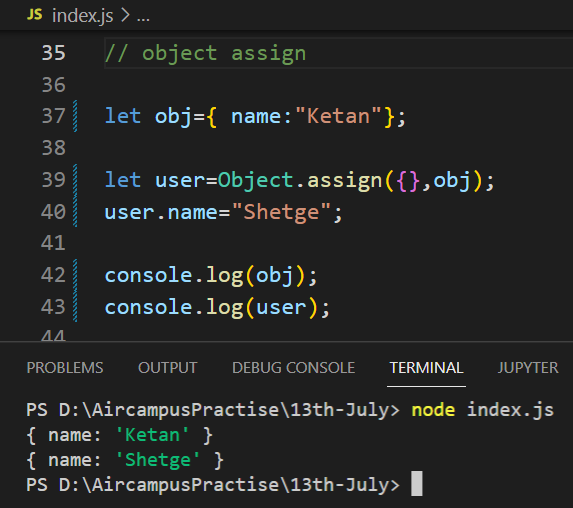 JS index.js > ...
35 // object assign
36
37 let obj={ name:"Ketan"};
38
39 let user=Object.assign({},obj);
40 user.name="Shetge";
41
42 console.log(obj);
43 console.log(user);
44
PROBLEMS OUTPUT DEBUG CONSOLE TERMINAL JUPYTER
PS D:\AircampusPractise\13th-July> node index.js
{ name: 'Ketan' }
{ name: 'Shetge' }
PS D:\AircampusPractise\13th-July>